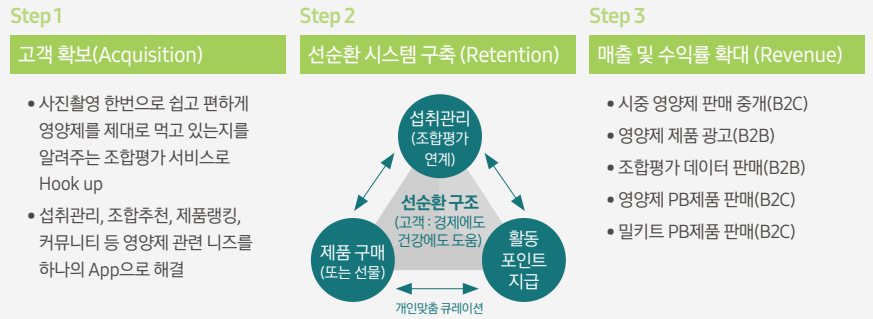 Step 1
고객 확보(Acquisition)
• 사진촬영 한번으로 쉽고 편하게
영양제를 제대로 먹고 있는지를
알려주는 조합평가 서비스로
Hook up
• 섭취관리, 조합추천, 제품랭킹,
커뮤니티 등 영양제 관련 니즈를
하나의 App으로 해결
Step 2
선순환 시스템 구축 (Retention)
섭취관리
(조합평가
연계)
선순환 구조
(고객 : 경제에도
건강에도 도움)
제품 구매
(또는 선물)
활동
포인트
지급
개인맞춤 큐레이션
Step 3
매출 및 수익률 확대 (Revenue)
• 시중 영양제 판매 중개(B2C)
• 영양제 제품 광고(B2B)
• 조합평가 데이터 판매(B2B)
• 영양제 PB제품 판매(B2C)
• 밀키트 PB제품 판매(B2C)